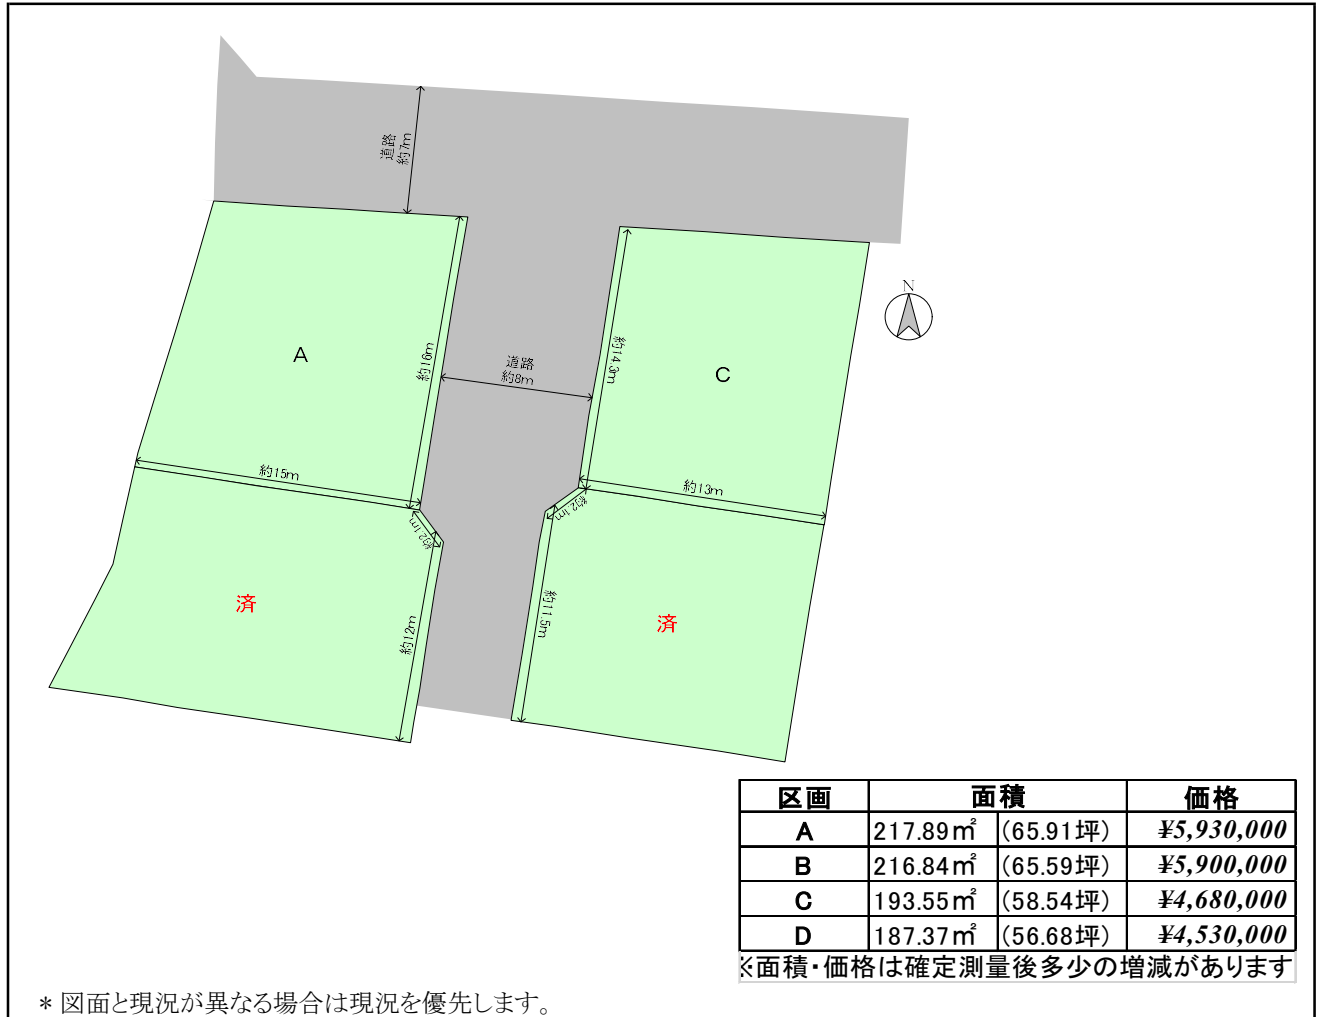 道路
約7m
N
A
約16m
道路
約8m
約14.3m
C
約15m
約13m
約2.1m
約2.1m
済
約12m
約11.5m
済
区画 面積 価格
A 217.89㎡ (65.91坪) ¥5,930,000
B 216.84㎡ (65.59坪) ¥5,900,000
C 193.55㎡ (58.54坪) ¥4,680,000
D 187.37㎡ (56.68坪) ¥4,530,000
※面積・価格は確定測量後多少の増減があります
* 図面と現況が異なる場合は現況を優先します。